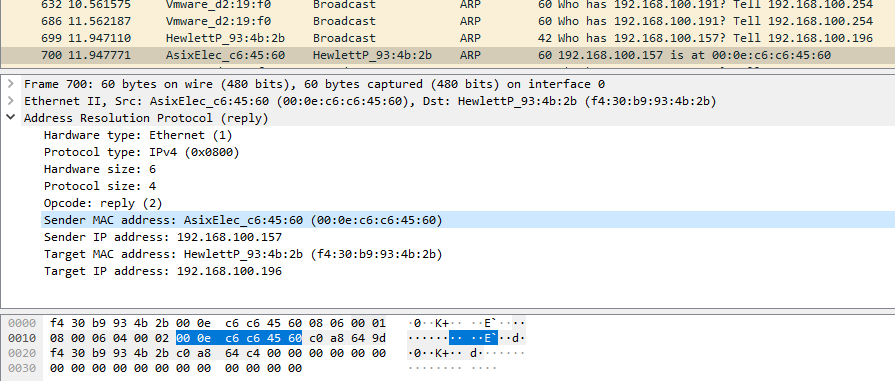 632 10.561575 Vmware_d2:19:f0 Broadcast ARP 60 Who has 192.168.100.191? Tell 192.168.100.254
686 11.562187 Vmware_d2:19:f0 Broadcast ARP 60 Who has 192.168.100.191? Tell 192.168.100.254
699 11.947110 HewlettP_93:4b:2b Broadcast ARP 42 Who has 192.168.100.157? Tell 192.168.100.196
700 11.947771 AsixElec_c6:45:60 HewlettP_93:4b:2b ARP 60 192.168.100.157 is at 00:0e:c6:c6:45:60
Frame 700: 60 bytes on wire (480 bits), 60 bytes captured (480 bits) on interface 0
Ethernet II, Src: AsixElec_c6:45:60 (00:0e:c6:c6:45:60), Dst: HewlettP_93:4b:2b (f4:30:b9:93:4b:2b)
Address Resolution Protocol (reply)
Hardware type: Ethernet (1)
Protocol type: IPv4 (0x0800)
Hardware size: 6
Protocol size: 4
Opcode: reply (2)
Sender MAC address: AsixElec_c6:45:60 (00:0e:c6:c6:45:60)
Sender IP address: 192.168.100.157
Target MAC address: HewlettP_93:4b:2b (f4:30:b9:93:4b:2b)
Target IP address: 192.168.100.196
0000 f4 30 b9 93 4b 2b 00 0e c6 c6 45 60 08 06 00 01 ·0··K+·· ··E`····
0010 08 00 06 04 00 02 00 0e c6 c6 45 60 c0 a8 64 9d ········ ··E`··d·
0020 f4 30 b9 93 4b 2b c0 a8 64 c4 00 00 00 00 00 00 ·0··K+·· d·······
0030 00 00 00 00 00 00 00 00 00 00 00 00 ········ ····